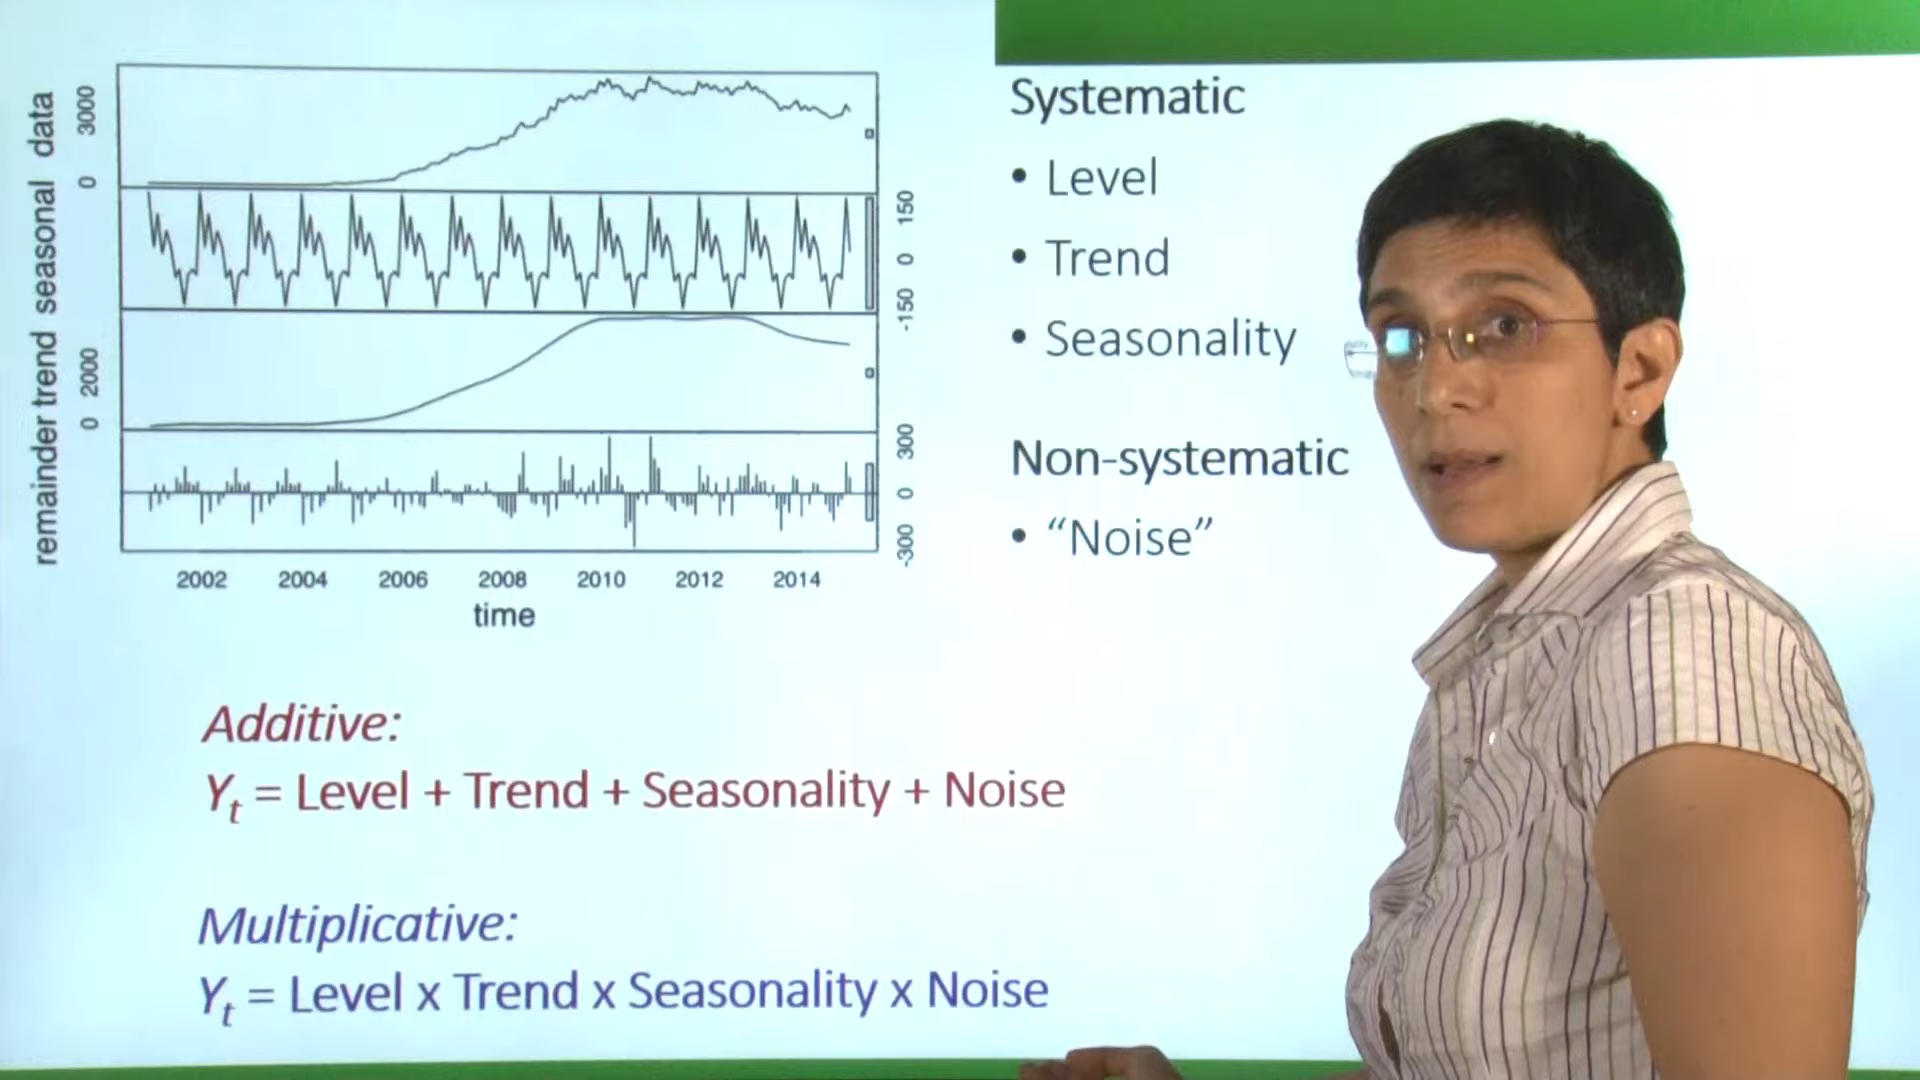 data
seasonal
trend
remainder
3000
0
150
0
-150
2000
0
300
0
-300
2002 2004 2006 2008 2010 2012 2014
time
Systematic
• Level
• Trend
• Seasonality
Non-systematic
• “Noise”
Additive:
Yt = Level + Trend + Seasonality + Noise
Multiplicative:
Yt = Level x Trend x Seasonality x Noise